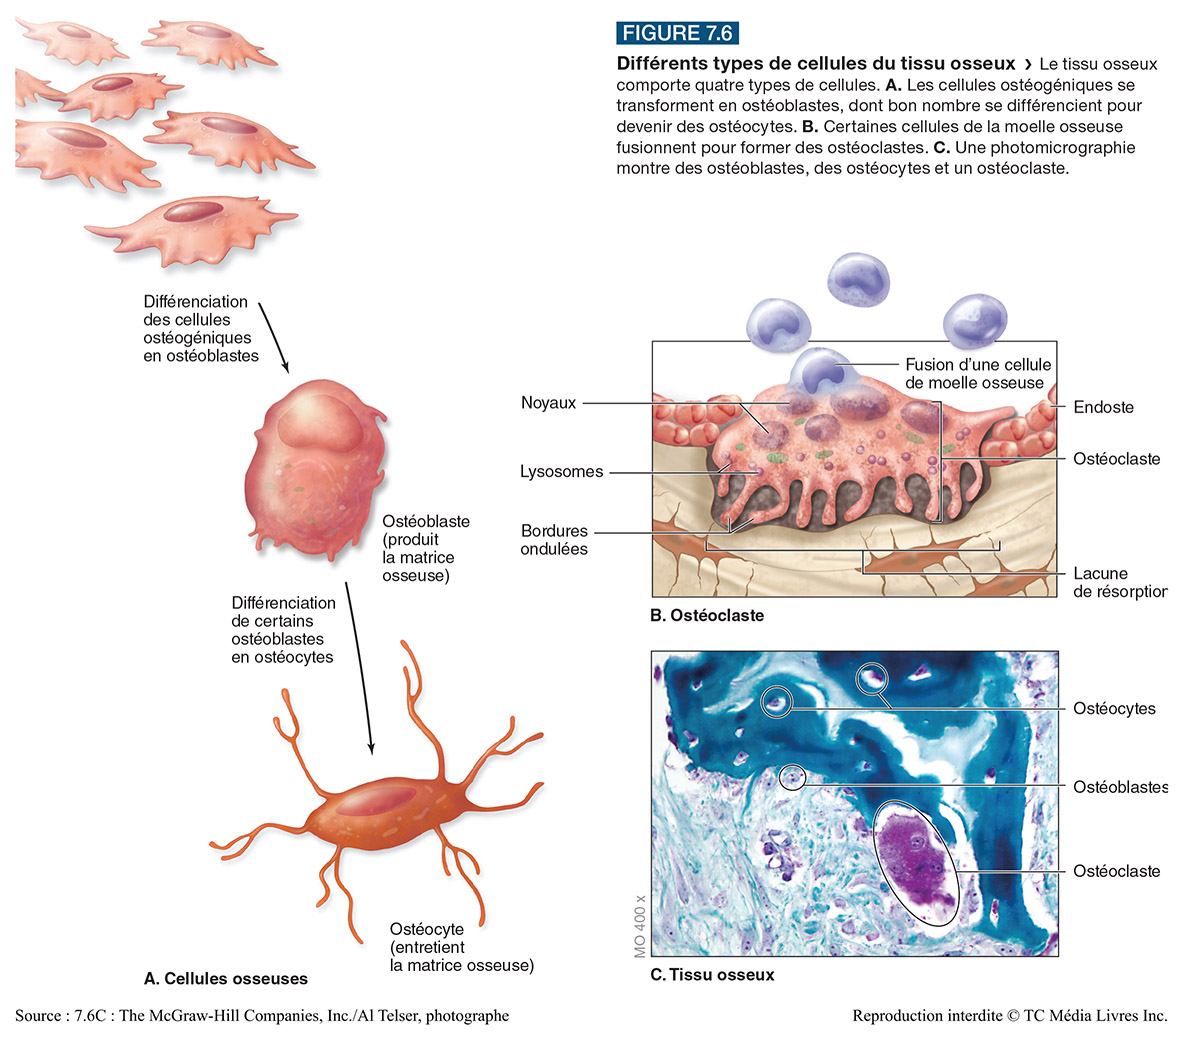 FIGURE 7.6
Différents types de cellules du tissu osseux › Le tissu osseux
comporte quatre types de cellules. A. Les cellules ostéogéniques se
transforment en ostéoblastes, dont bon nombre se différencient pour
devenir des ostéocytes. B. Certaines cellules de la moelle osseuse
fusionnent pour former des ostéoclastes. C. Une photomicrographie
montre des ostéoblastes, des ostéocytes et un ostéoclaste.
Différenciation
des cellules
ostéogéniques
en ostéoblastes
Ostéoblaste
(produit
la matrice
osseuse)
Différenciation
de certains
ostéoblastes
en ostéocytes
Ostéocyte
(entretient
la matrice osseuse)
A. Cellules osseuses
Fusion d'une cellule
de moelle osseuse
Noyaux
Lysosomes
Bordures
ondulées
Endoste
Ostéoclaste
Lacune
de résorption
B. Ostéoclaste
Ostéocytes
Ostéoblastes
Ostéoclaste
MO 400 x
C. Tissu osseux
Source : 7.6C : The McGraw-Hill Companies, Inc./Al Telser, photographe
Reproduction interdite © TC Média Livres Inc.